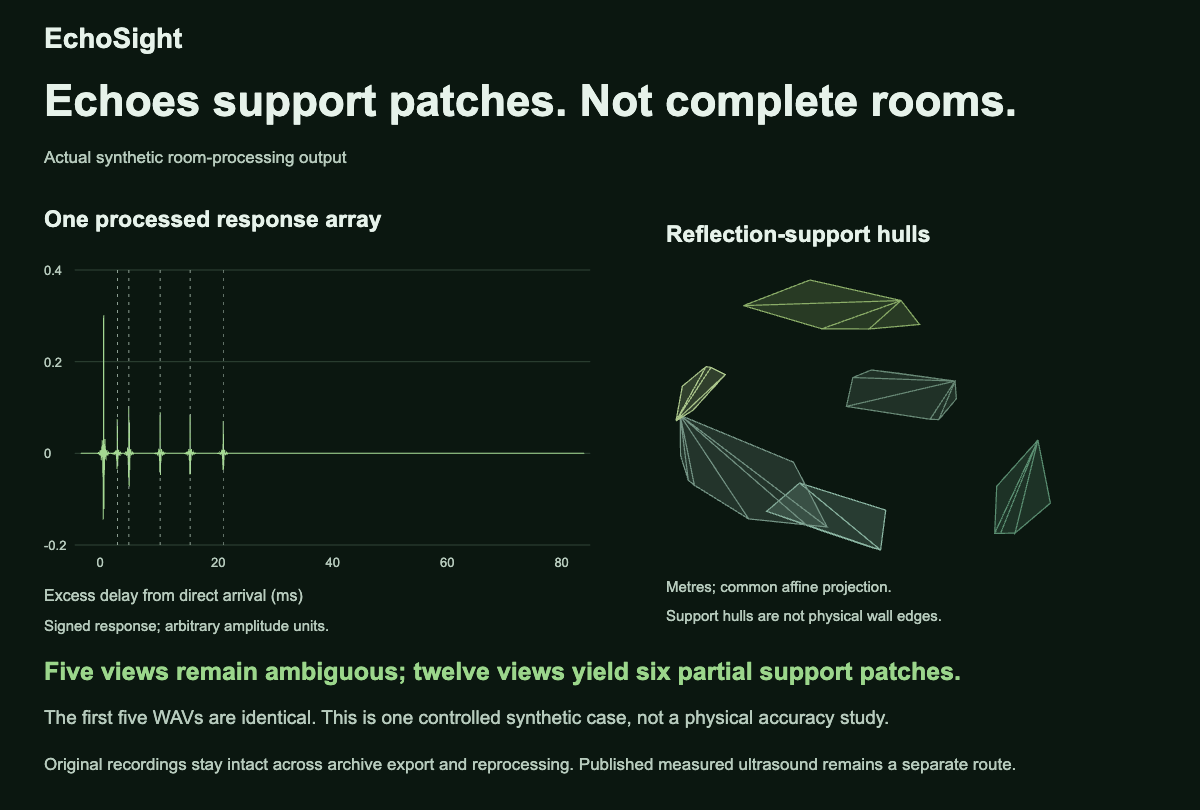 EchoSight
Echoes support patches. Not complete rooms.
Actual synthetic room-processing output
One processed response array
0.4
0.2
0
-0.2
0
20
40
60
80
Excess delay from direct arrival (ms)
Signed response; arbitrary amplitude units.
Reflection-support hulls
Metres; common affine projection.
Support hulls are not physical wall edges.
Five views remain ambiguous; twelve views yield six partial support patches.
The first five WAVs are identical. This is one controlled synthetic case, not a physical accuracy study.
Original recordings stay intact across archive export and reprocessing. Published measured ultrasound remains a separate route.